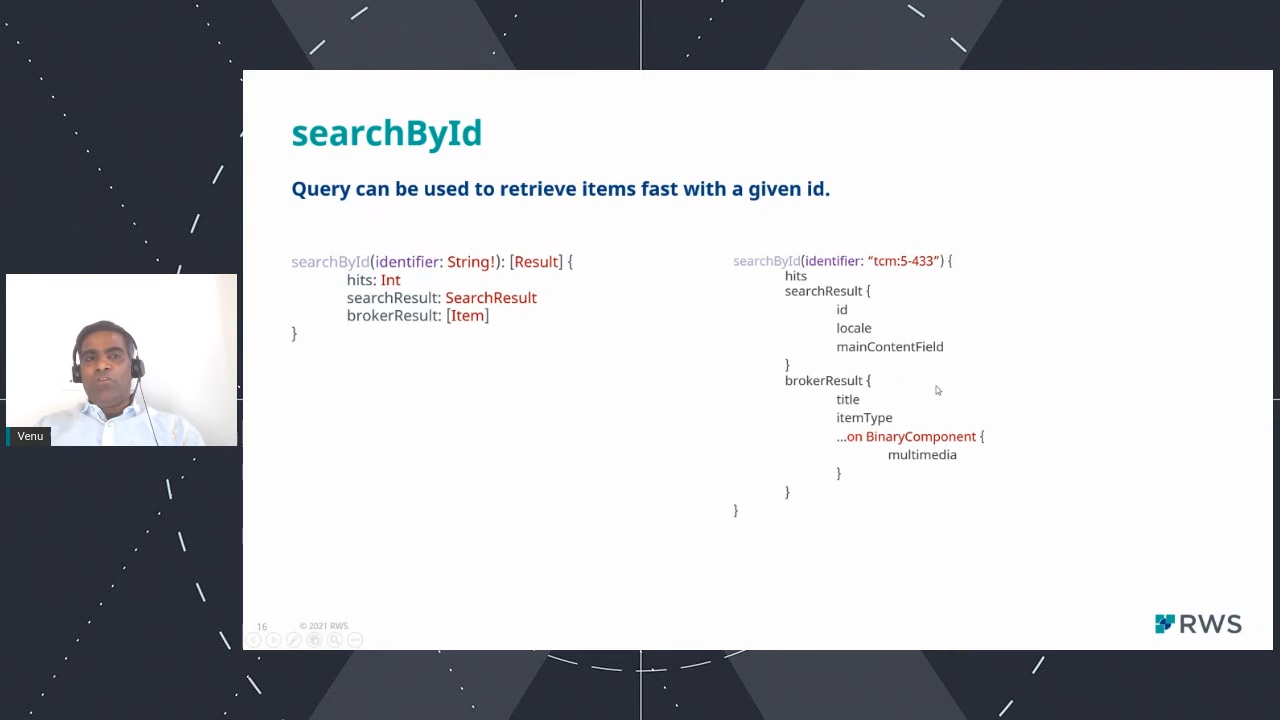 searchById
Query can be used to retrieve items fast with a given id.
searchById(identifier: String!): [Result] {
hits: Int
searchResult: SearchResult
brokerResult: [Item]
}
searchById(identifier: “tcm:5-433”) {
hits
searchResult {
id
locale
mainContentField
}
brokerResult {
title
itemType
...on BinaryComponent {
multimedia
}
}
}
Venu
16 © 2021 RWS
RWS